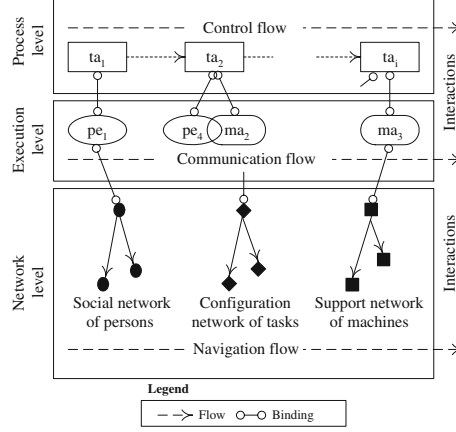 Process level
Control flow
ta1
ta2
tai
Interactions
Execution level
pe1
pe4
ma2
ma3
Communication flow
Network level
Social network of persons
Configuration network of tasks
Support network of machines
Interactions
Navigation flow
Legend
Flow
Binding